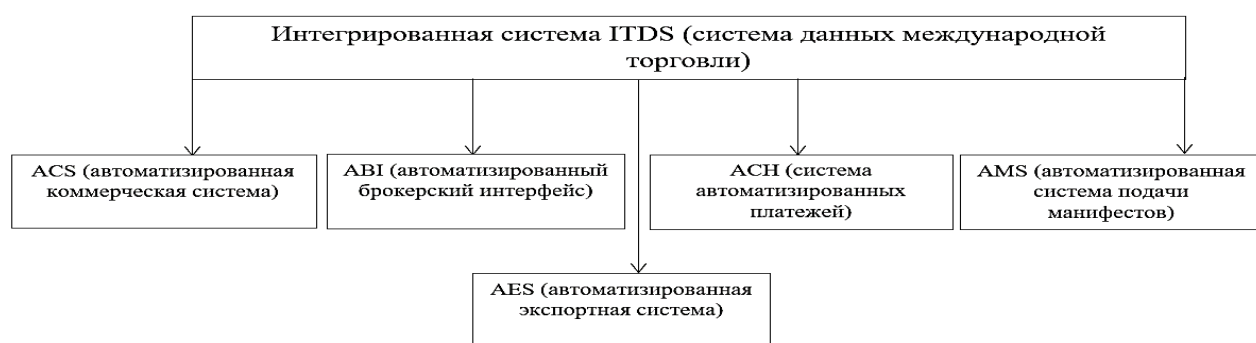 Интегрированная система ITDS (система данных международной
торговли)
ACS (автоматизированная
коммерческая система)
ABI (автоматизированный
брокерский интерфейс)
ACH (система
автоматизированных
платежей)
AMS (автоматизированная
система подачи
манифестов)
AES (автоматизированная
экспортная система)